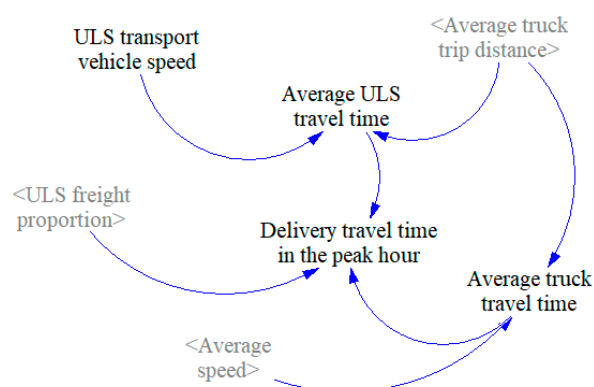 ULS transport
vehicle speed
<Average truck
trip distance>
Average ULS
travel time
<ULS freight
proportion>
Delivery travel time
in the peak hour
Average truck
travel time
<Average
speed>